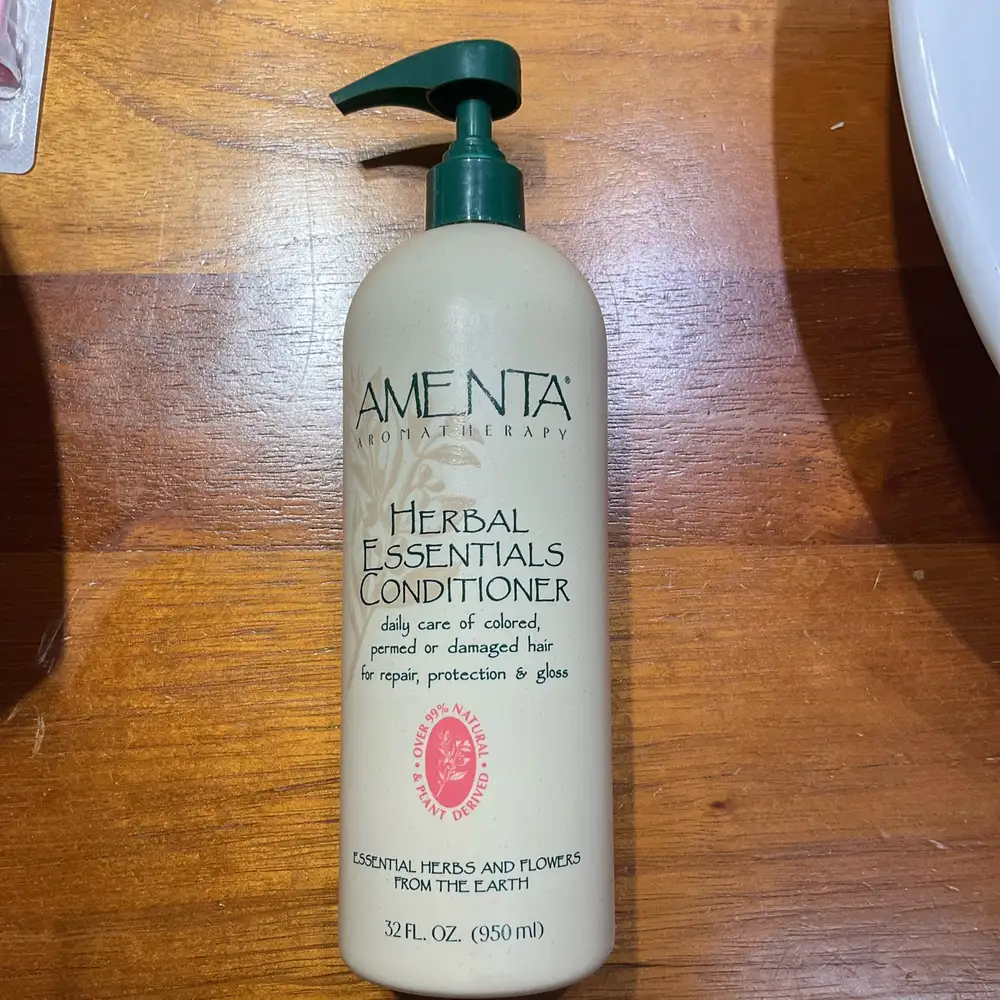 AMENTA®
AROMATHERAPY
HERBAL
ESSENTIALS
CONDITIONER
daily care of colored,
permed or damaged hair
for repair, protection & gloss
• OVER 99% NATURAL •
& PLANT DERIVED
ESSENTIAL HERBS AND FLOWERS
FROM THE EARTH
32 FL. OZ. (950 ml)